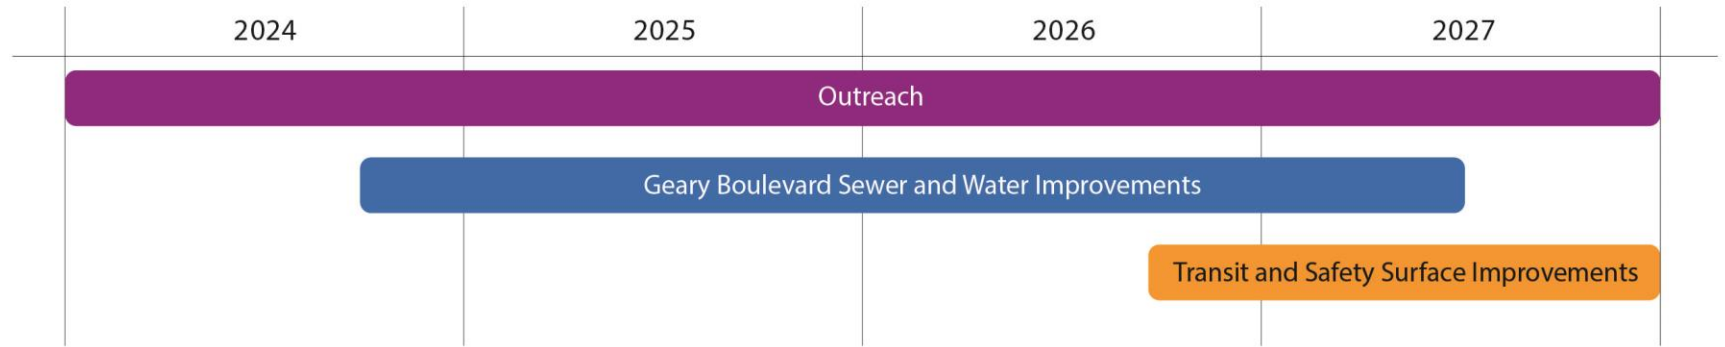 2024 2025 2026 2027
Outreach
Geary Boulevard Sewer and Water Improvements
Transit and Safety Surface Improvements